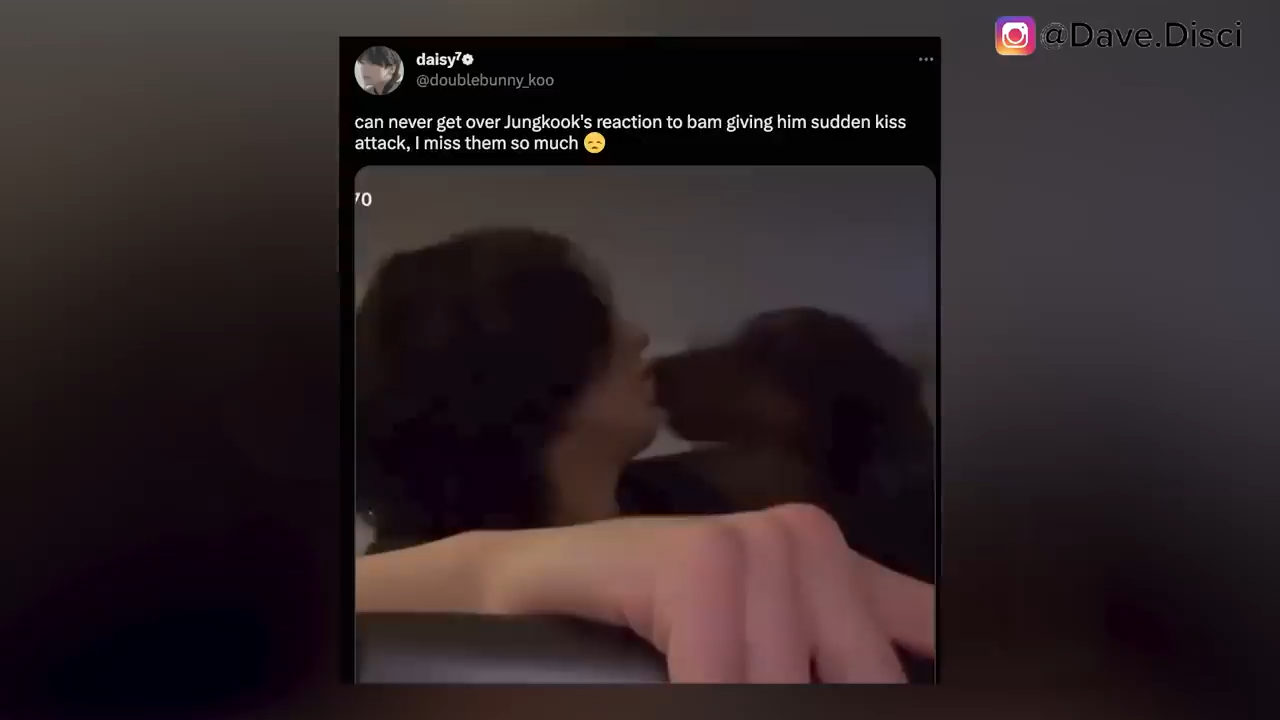 @Dave.Disci
daisy⁷
@doublebunny_koo
can never get over Jungkook's reaction to bam giving him sudden kiss
attack, I miss them so much 😞
70